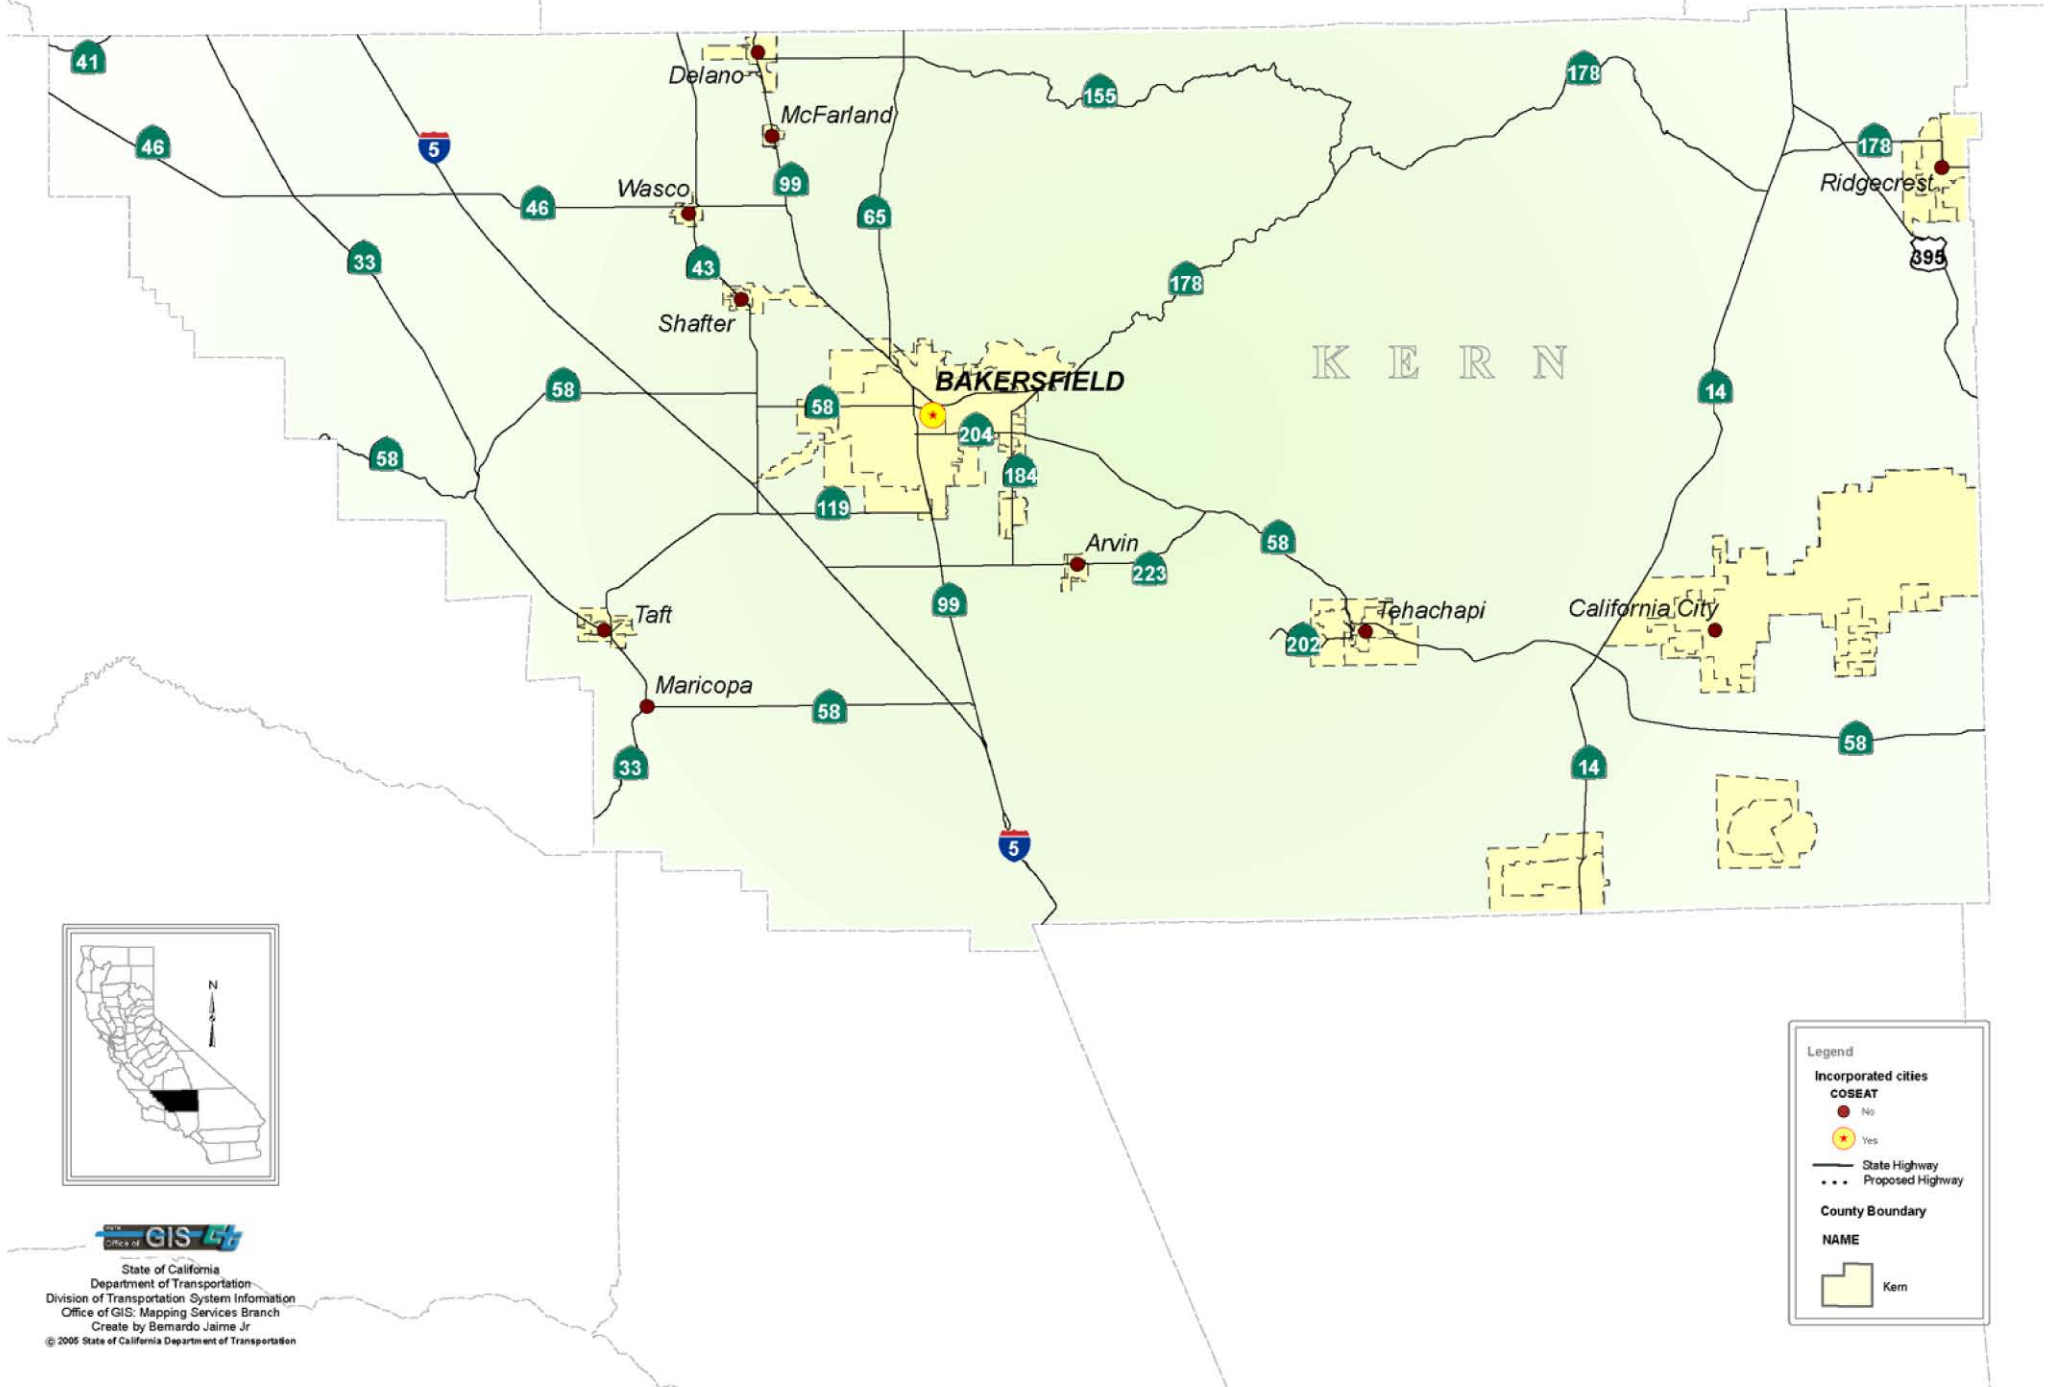 41
Delano
155
178
McFarland
46
5
178
99
Ridgecrest
Wasco
46
65
43
33
395
178
Shafter
KERN
58
BAKERSFIELD
14
58
204
58
184
119
Arvin
58
223
99
Taft
Tehachapi
California City
202
Maricopa
58
58
33
14
5
N
Legend
Incorporated cities
COSEAT
No
Yes
State Highway
Proposed Highway
County Boundary
NAME
Kern
Office of GIS
State of California
Department of Transportation
Division of Transportation System Information
Office of GIS: Mapping Services Branch
Create by Bernardo Jaime Jr
© 2005 State of California Department of Transportation